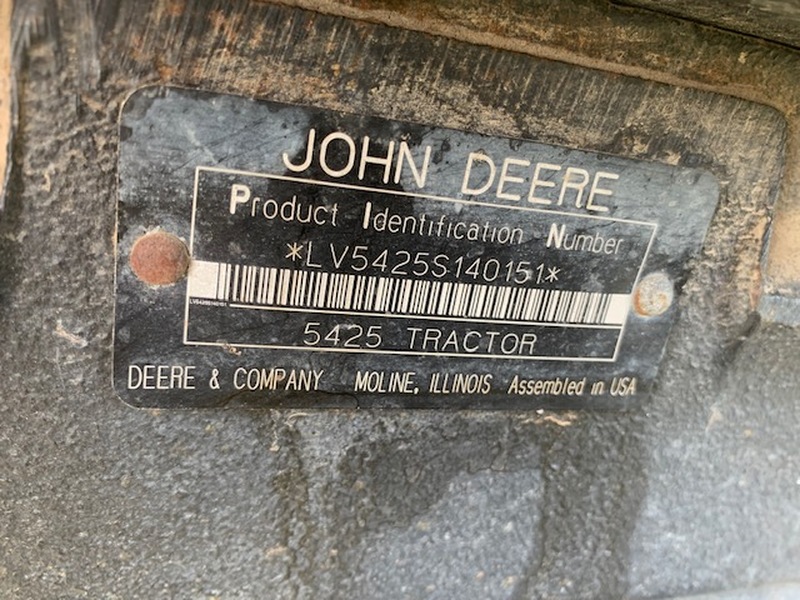 JOHN DEERE
Product Identification Number
*LV5425S140151*
5425 TRACTOR
DEERE & COMPANY MOLINE, ILLINOIS Assembled in USA